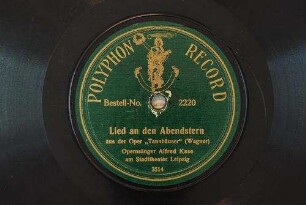 POLYPHON RECORD
Bestell-No. 2220
Lied an den Abendstern
aus der Oper „Tannhäuser" (Wagner)
Opernsänger Alfred Kase
am Stadttheater Leipzig
3614